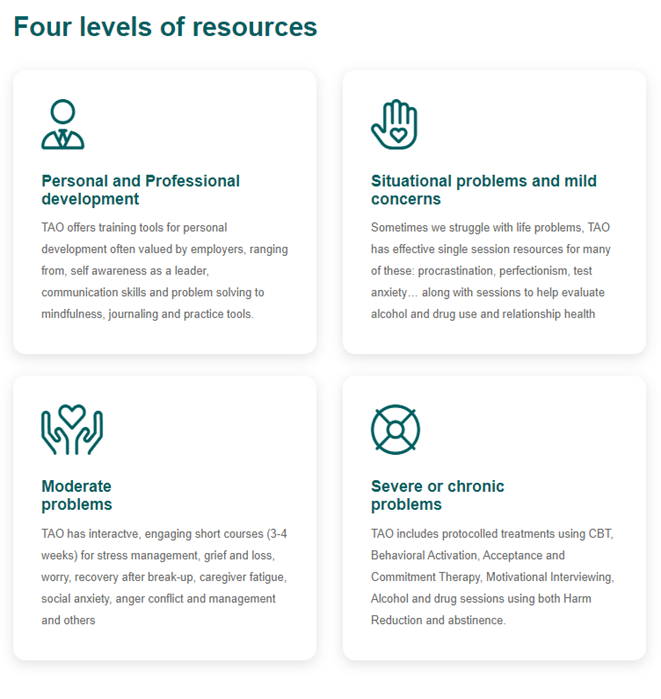 Four levels of resources
Personal and Professional
development
TAO offers training tools for personal
development often valued by employers, ranging
from, self awareness as a leader,
communication skills and problem solving to
mindfulness, journaling and practice tools.
Situational problems and mild
concerns
Sometimes we struggle with life problems, TAO
has effective single session resources for many
of these: procrastination, perfectionism, test
anxiety… along with sessions to help evaluate
alcohol and drug use and relationship health
Moderate
problems
TAO has interactve, engaging short courses (3-4
weeks) for stress management, grief and loss,
worry, recovery after break-up, caregiver fatigue,
social anxiety, anger conflict and management
and others
Severe or chronic
problems
TAO includes protocolled treatments using CBT,
Behavioral Activation, Acceptance and
Commitment Therapy, Motivational Interviewing,
Alcohol and drug sessions using both Harm
Reduction and abstinence.